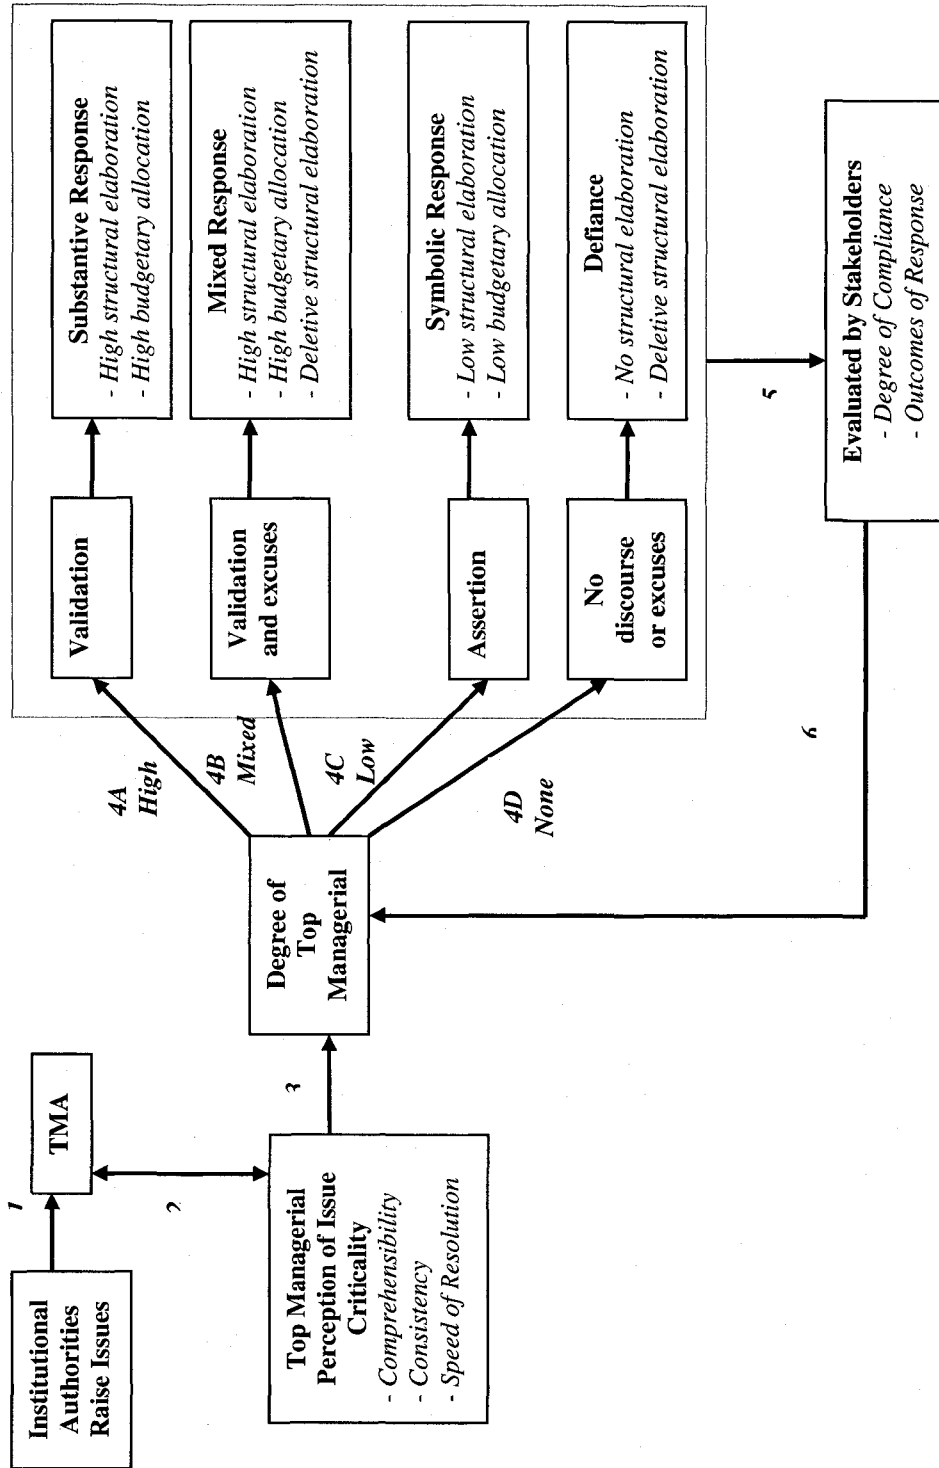 Institutional
Authorities
Raise Issues
1
TMA
2
Top Managerial
Perception of Issue
Criticality
- Comprehensibility
- Consistency
- Speed of Resolution
3
Degree of
Top
Managerial
4A
High
4B
Mixed
4C
Low
4D
None
Validation
Substantive Response
- High structural elaboration
- High budgetary allocation
Validation
and excuses
Mixed Response
- High structural elaboration
- High budgetary allocation
- Deletive structural elaboration
Assertion
Symbolic Response
- Low structural elaboration
- Low budgetary allocation
No
discourse
or excuses
Defiance
- No structural elaboration
- Deletive structural elaboration
5
Evaluated by Stakeholders
- Degree of Compliance
- Outcomes of Response
6